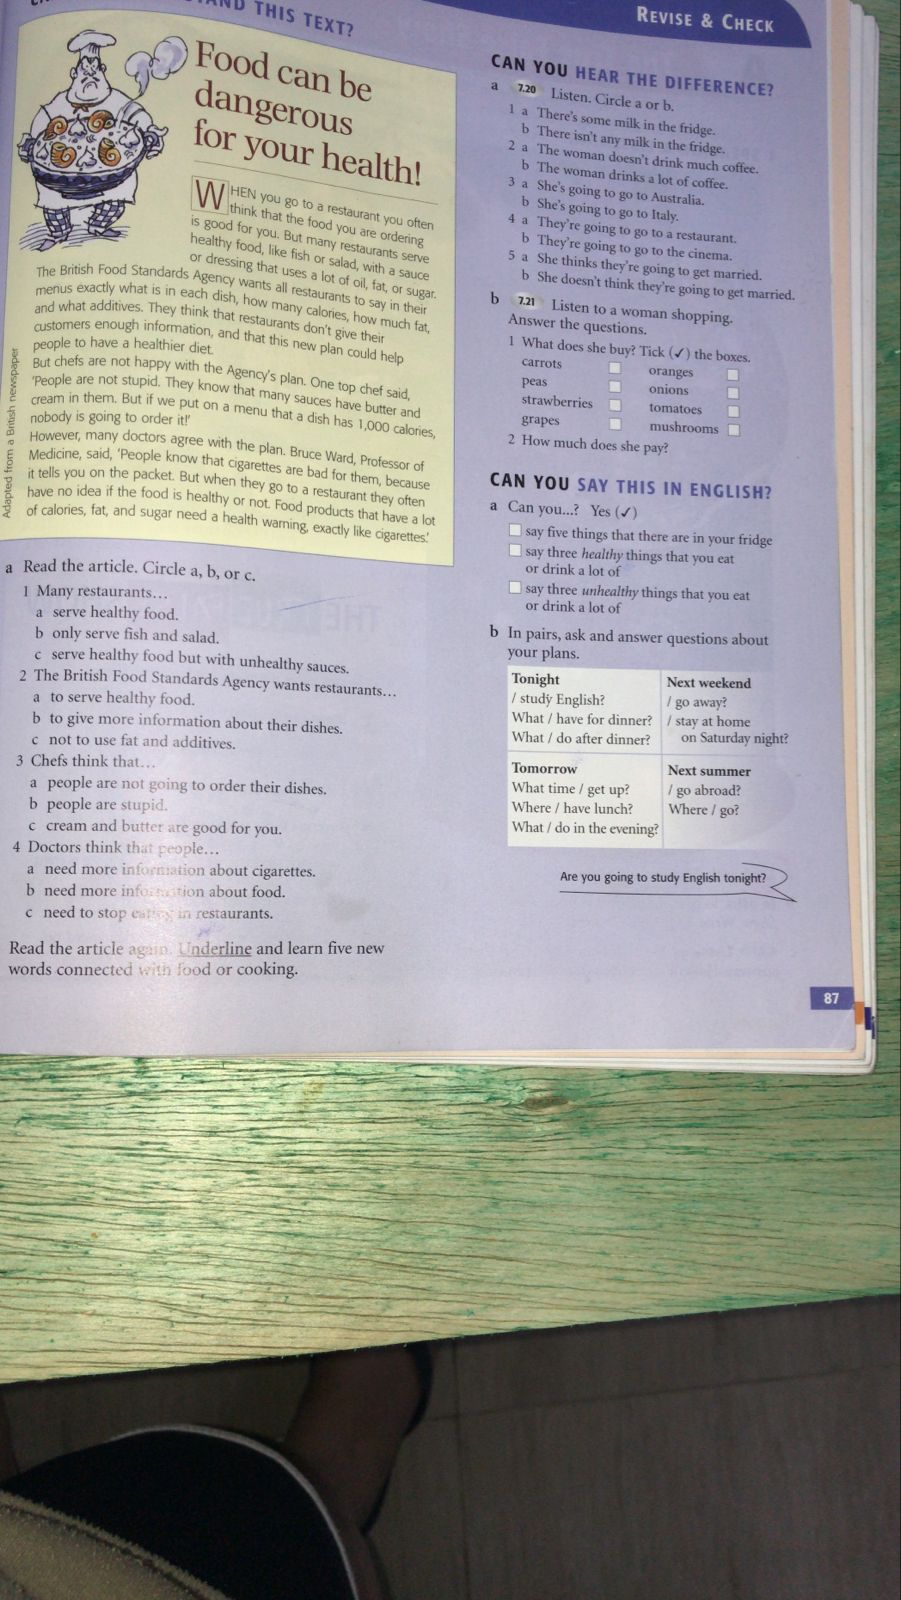 STAND THIS TEXT?
Food can be
dangerous
for your health!
WHEN you go to a restaurant you often
think that the food you are ordering
is good for you. But many restaurants serve
healthy food, like fish or salad, with a sauce
or dressing that uses a lot of oil, fat, or sugar.
The British Food Standards Agency wants all restaurants to say in their
menus exactly what is in each dish, how many calories, how much fat,
and what additives. They think that restaurants don't give their
customers enough information, and that this new plan could help
people to have a healthier diet.
But chefs are not happy with the Agency's plan. One top chef said,
'People are not stupid. They know that many sauces have butter and
cream in them. But if we put on a menu that a dish has 1,000 calories,
nobody is going to order it!'
However, many doctors agree with the plan. Bruce Ward, Professor of
Medicine, said, 'People know that cigarettes are bad for them, because
it tells you on the packet. But when they go to a restaurant they often
have no idea if the food is healthy or not. Food products that have a lot
of calories, fat, and sugar need a health warning, exactly like cigarettes.'
Adapted from a British newspaper
a Read the article. Circle a, b, or c.
1 Many restaurants…
a serve healthy food.
b only serve fish and salad.
c serve healthy food but with unhealthy sauces.
2 The British Food Standards Agency wants restaurants…
a to serve healthy food.
b to give more information about their dishes.
c not to use fat and additives.
3 Chefs think that…
a people are not going to order their dishes.
b people are stupid.
c cream and butter are good for you.
4 Doctors think that people…
a need more information about cigarettes.
b need more information about food.
c need to stop eating in restaurants.
Read the article again. Underline and learn five new
words connected with food or cooking.
REVISE & CHECK
CAN YOU HEAR THE DIFFERENCE?
a 7.20 Listen. Circle a or b.
1 a There's some milk in the fridge.
b There isn't any milk in the fridge.
2 a The woman doesn't drink much coffee.
b The woman drinks a lot of coffee.
3 a She's going to go to Australia.
b She's going to go to Italy.
4 a They're going to go to a restaurant.
b They're going to go to the cinema.
5 a She thinks they're going to get married.
b She doesn't think they're going to get married.
b 7.21 Listen to a woman shopping.
Answer the questions.
1 What does she buy? Tick (✓) the boxes.
carrots oranges
peas onions
strawberries tomatoes
grapes mushrooms
2 How much does she pay?
CAN YOU SAY THIS IN ENGLISH?
a Can you...? Yes (✓)
say five things that there are in your fridge
say three healthy things that you eat
or drink a lot of
say three unhealthy things that you eat
or drink a lot of
b In pairs, ask and answer questions about
your plans.
Tonight
/ study English?
What / have for dinner?
What / do after dinner?
Next weekend
/ go away?
/ stay at home
on Saturday night?
Tomorrow
What time / get up?
Where / have lunch?
What / do in the evening?
Next summer
/ go abroad?
Where / go?
Are you going to study English tonight?
87